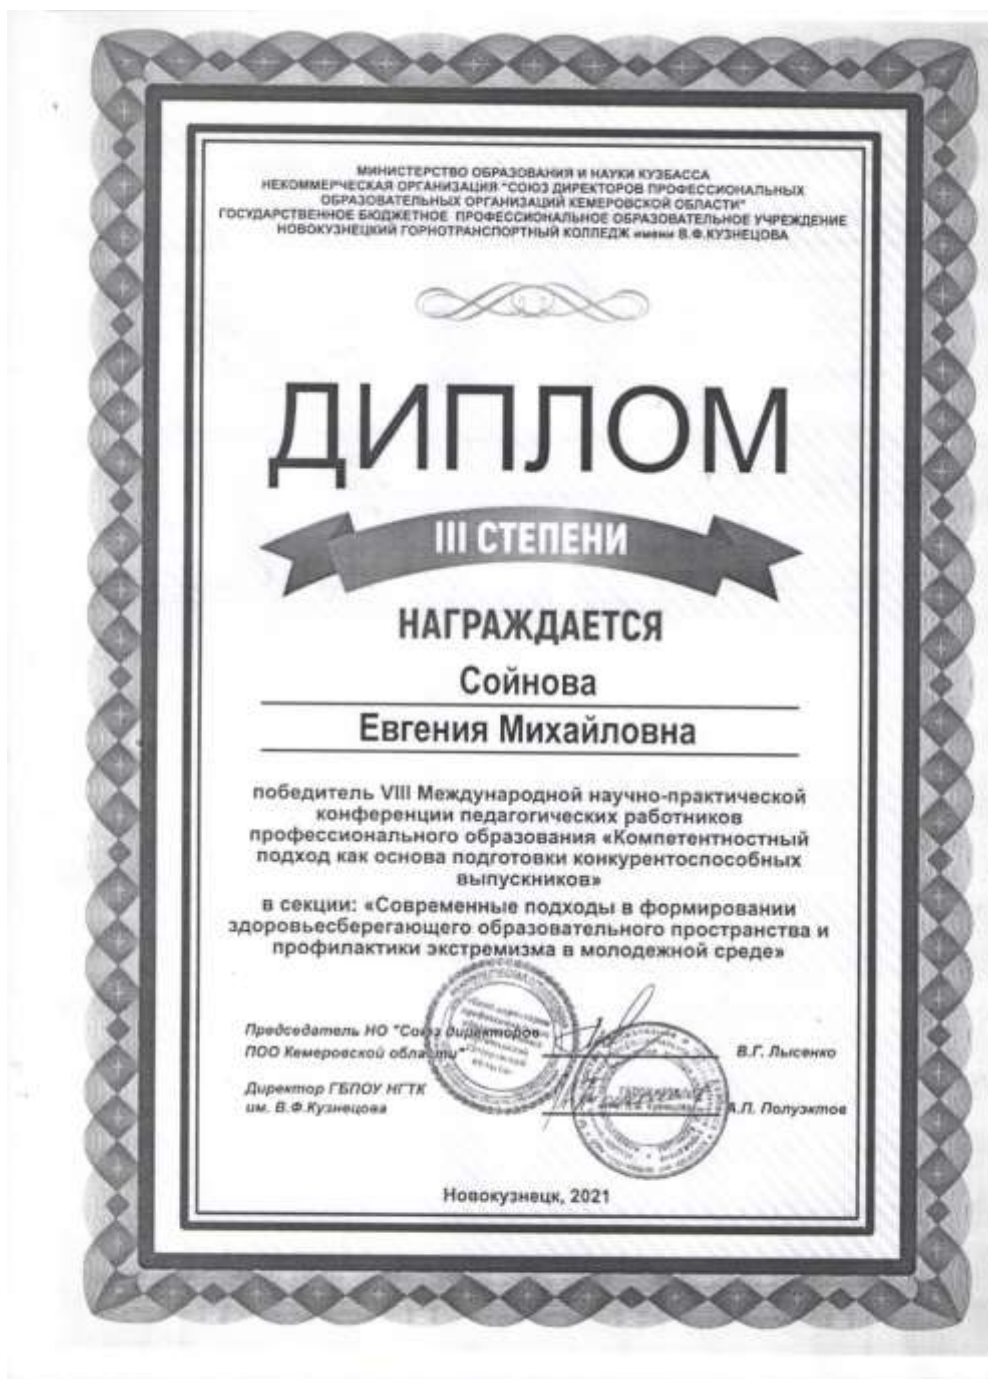 МИНИСТЕРСТВО ОБРАЗОВАНИЯ И НАУКИ КУЗБАССА
НЕКОММЕРЧЕСКАЯ ОРГАНИЗАЦИЯ "СОЮЗ ДИРЕКТОРОВ ПРОФЕССИОНАЛЬНЫХ
ОБРАЗОВАТЕЛЬНЫХ ОРГАНИЗАЦИЙ КЕМЕРОВСКОЙ ОБЛАСТИ"
ГОСУДАРСТВЕННОЕ БЮДЖЕТНОЕ ПРОФЕССИОНАЛЬНОЕ ОБРАЗОВАТЕЛЬНОЕ УЧРЕЖДЕНИЕ
НОВОКУЗНЕЦКИЙ ГОРНОТРАНСПОРТНЫЙ КОЛЛЕДЖ имени В.Ф.КУЗНЕЦОВА
ДИПЛОМ
III СТЕПЕНИ
НАГРАЖДАЕТСЯ
Сойнова
Евгения Михайловна
победитель VIII Международной научно-практической
конференции педагогических работников
профессионального образования «Компетентностный
подход как основа подготовки конкурентоспособных
выпускников»
в секции: «Современные подходы в формировании
здоровьесберегающего образовательного пространства и
профилактики экстремизма в молодежной среде»
Председатель НО "Союз директоров
ПОО Кемеровской области" В.Г. Лысенко
Директор ГБПОУ НГТК
им. В.Ф.Кузнецова А.П. Полуэктов
Новокузнецк, 2021